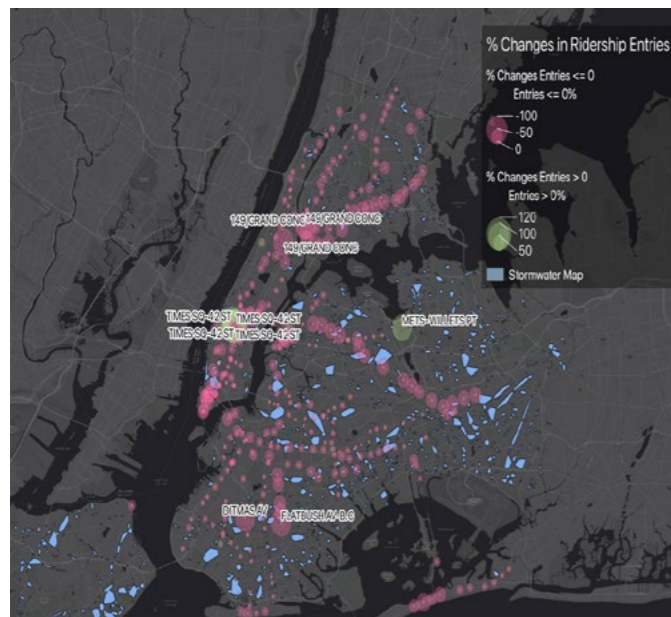 % Changes in Ridership Entries
% Changes Entries <= 0
Entries <= 0%
-100
-50
0
% Changes Entries > 0
Entries > 0%
120
100
50
Stormwater Map
149/GRAND CONC 149/GRAND CONC
149/GRAND CONG
TIMES SQ-42 ST TIMES SQ-42 ST
TIMES SQ-42 ST TIMES SQ-42 ST
METS - WILLETS PT
DITMAS AV
FLATBUSH AV-B.C